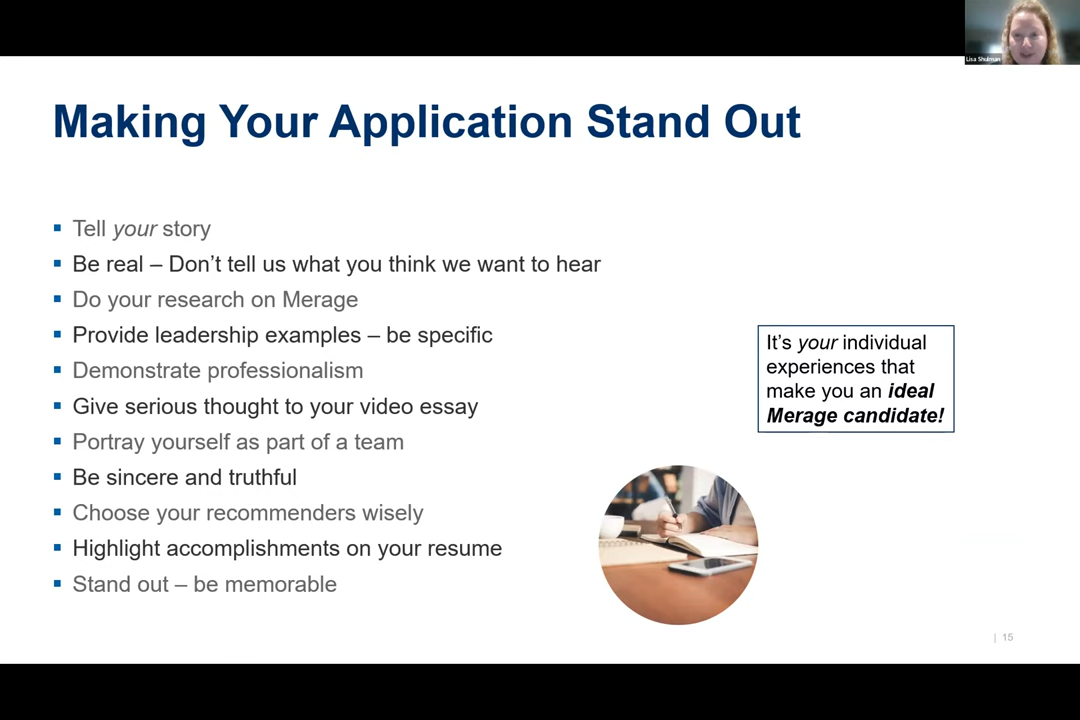 Lisa Shulman
Making Your Application Stand Out
▪ Tell your story
▪ Be real – Don’t tell us what you think we want to hear
▪ Do your research on Merage
▪ Provide leadership examples – be specific
▪ Demonstrate professionalism
▪ Give serious thought to your video essay
▪ Portray yourself as part of a team
▪ Be sincere and truthful
▪ Choose your recommenders wisely
▪ Highlight accomplishments on your resume
▪ Stand out – be memorable
It’s your individual
experiences that
make you an ideal
Merage candidate!
| 15